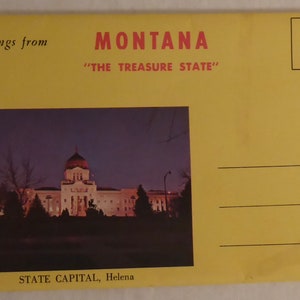 ngs from
MONTANA
"THE TREASURE STATE"
STATE CAPITAL, Helena